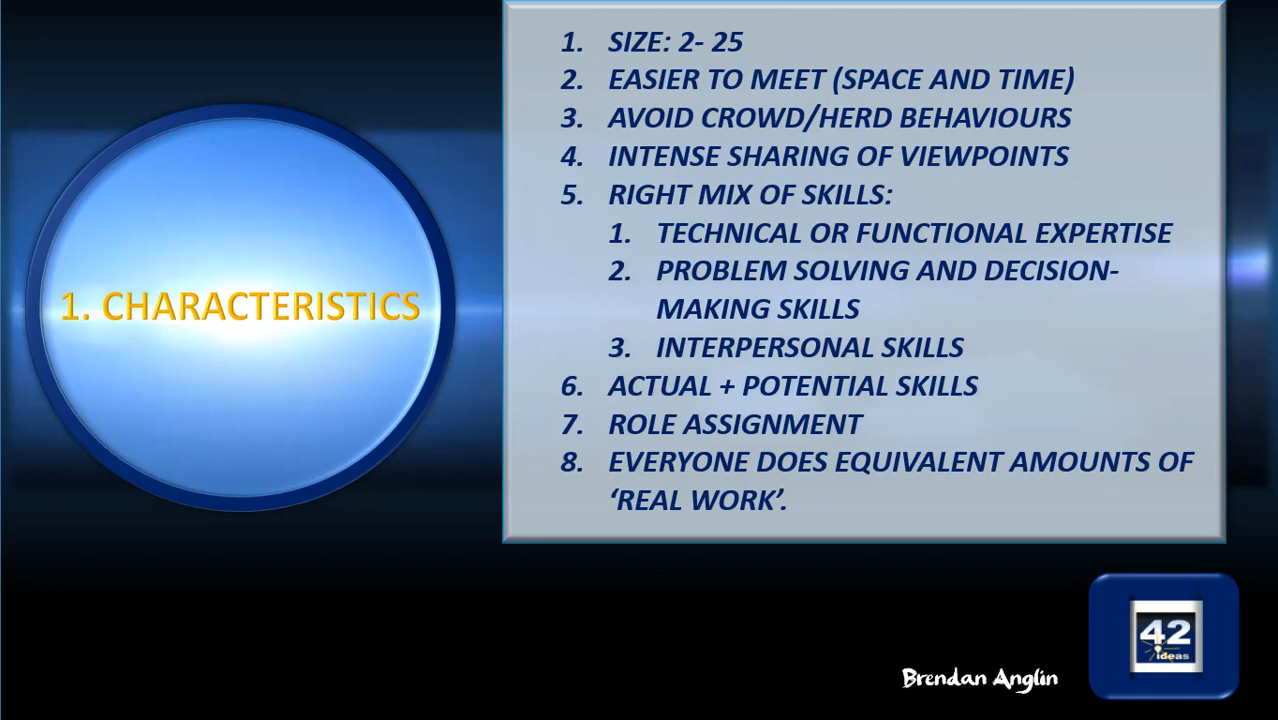 1. CHARACTERISTICS
1. SIZE: 2- 25
2. EASIER TO MEET (SPACE AND TIME)
3. AVOID CROWD/HERD BEHAVIOURS
4. INTENSE SHARING OF VIEWPOINTS
5. RIGHT MIX OF SKILLS:
1. TECHNICAL OR FUNCTIONAL EXPERTISE
2. PROBLEM SOLVING AND DECISION-
MAKING SKILLS
3. INTERPERSONAL SKILLS
6. ACTUAL + POTENTIAL SKILLS
7. ROLE ASSIGNMENT
8. EVERYONE DOES EQUIVALENT AMOUNTS OF
‘REAL WORK’.
42
ideas
Brendan Anglin